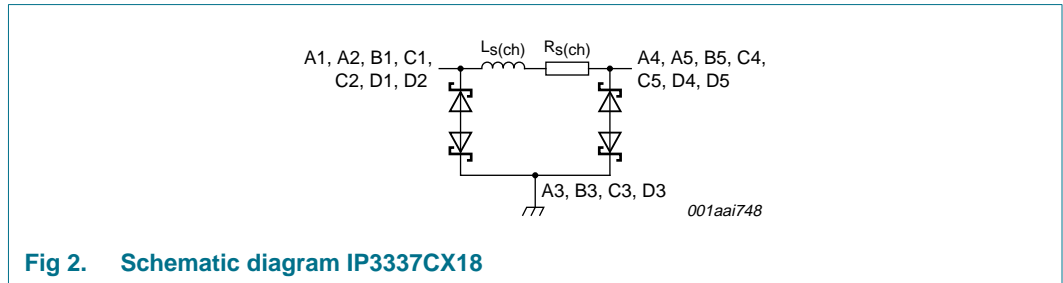 A1, A2, B1, C1,
C2, D1, D2
Ls(ch)
Rs(ch)
A4, A5, B5, C4,
C5, D4, D5
A3, B3, C3, D3
001aai748
Fig 2. Schematic diagram IP3337CX18